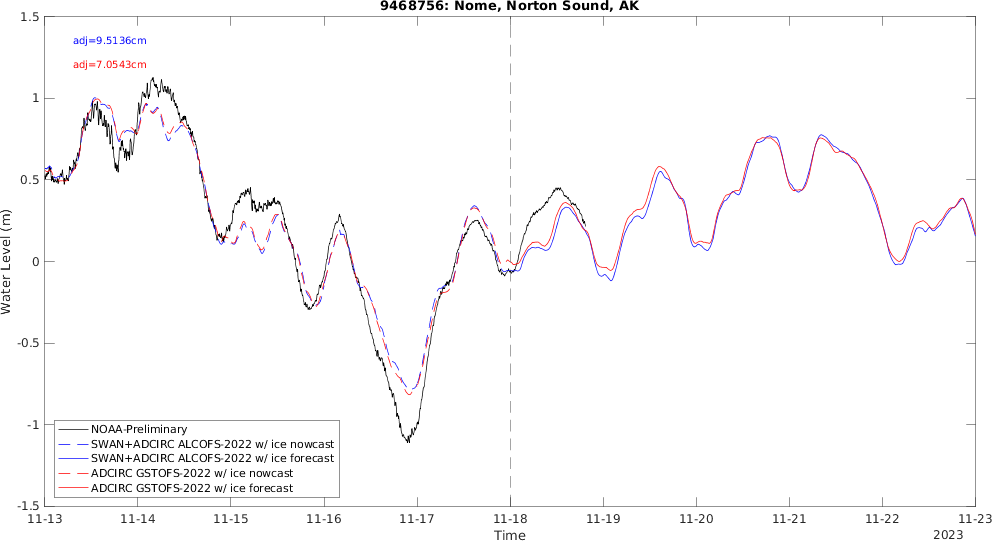 9468756: Nome, Norton Sound, AK
adj=9.5136cm
adj=7.0543cm
1.5
1
0.5
0
-0.5
-1
-1.5
Water Level (m)
NOAA-Preliminary
SWAN+ADCIRC ALCOFS-2022 w/ ice nowcast
SWAN+ADCIRC ALCOFS-2022 w/ ice forecast
ADCIRC GSTOFS-2022 w/ ice nowcast
ADCIRC GSTOFS-2022 w/ ice forecast
11-13 11-14 11-15 11-16 11-17 11-18 11-19 11-20 11-21 11-22 11-23
Time
2023